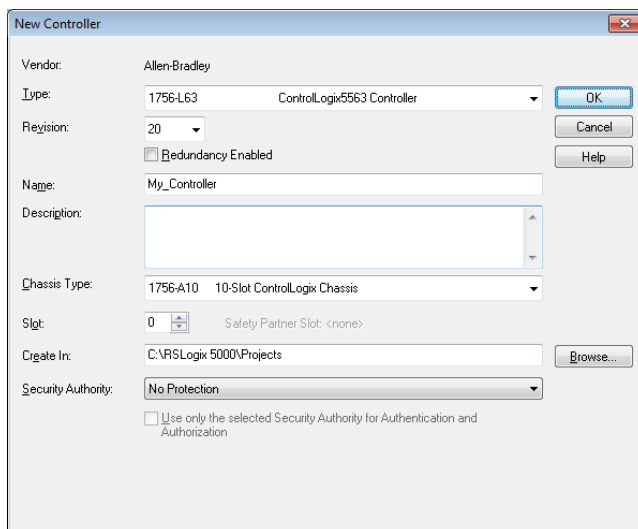 New Controller
Vendor: Allen-Bradley
Type: 1756-L63 ControlLogix5563 Controller OK
Revision: 20 Cancel
Redundancy Enabled Help
Name: My_Controller
Description:
Chassis Type: 1756-A10 10-Slot ControlLogix Chassis
Slot: 0 Safety Partner Slot: <none>
Create In: C:\RSLogix 5000\Projects Browse...
Security Authority: No Protection
Use only the selected Security Authority for Authentication and
Authorization